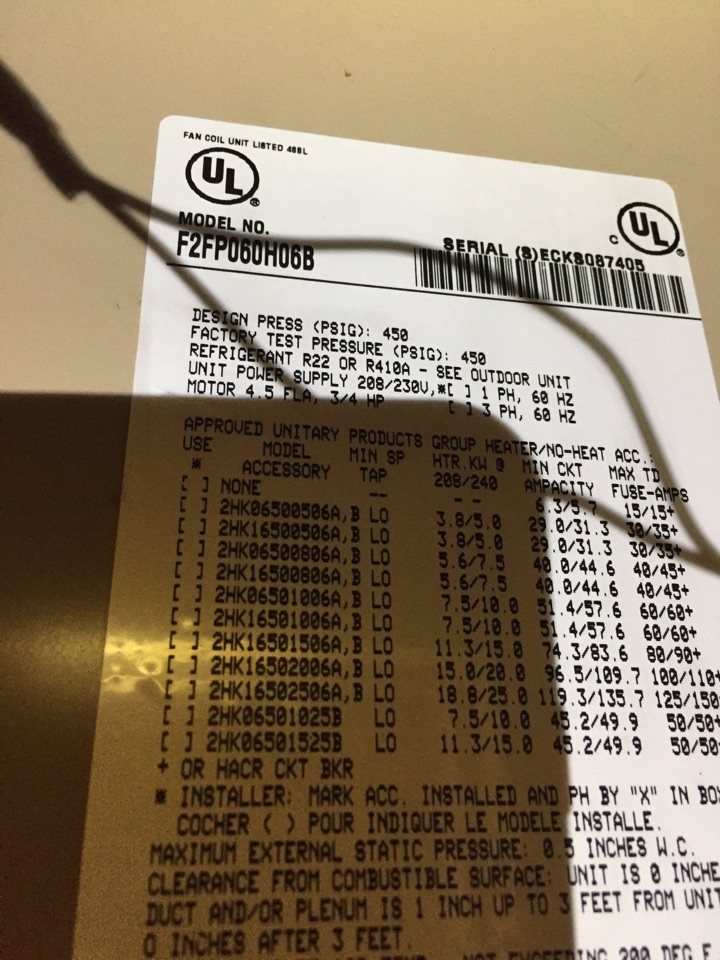 FAN COIL UNIT LISTED 488L
UL ®
C UL ®
MODEL NO.
F2FP060H06B
SERIAL (S)ECKS087405
DESIGN PRESS (PSIG): 450
FACTORY TEST PRESSURE (PSIG): 450
REFRIGERANT R22 OR R410A - SEE OUTDOOR UNIT
UNIT POWER SUPPLY 208/230V,*[ ] 1 PH, 60 HZ
MOTOR 4.5 FLA, 3/4 HP [ ] 3 PH, 60 HZ
APPROVED UNITARY PRODUCTS GROUP HEATER/NO-HEAT ACC.:
USE MODEL MIN SP HTR.KW @ MIN CKT MAX TD
* ACCESSORY TAP 208/240 AMPACITY FUSE-AMPS
[ ] NONE -- -- 6.3/5.7 15/15+
[ ] 2HK06500506A,B LO 3.8/5.0 29.0/31.3 30/35+
[ ] 2HK16500506A,B LO 3.8/5.0 29.0/31.3 30/35+
[ ] 2HK06500806A,B LO 5.6/7.5 40.0/44.6 40/45+
[ ] 2HK16500806A,B LO 5.6/7.5 40.0/44.6 40/45+
[ ] 2HK06501006A,B LO 7.5/10.0 51.4/57.6 60/60+
[ ] 2HK16501006A,B LO 7.5/10.0 51.4/57.6 60/60+
[ ] 2HK16501506A,B LO 11.3/15.0 74.3/83.6 80/90+
[ ] 2HK16502006A,B LO 15.0/20.0 96.5/109.7 100/110+
[ ] 2HK16502506A,B LO 18.8/25.0 119.3/135.7 125/150
[ ] 2HK06501025B LO 7.5/10.0 45.2/49.9 50/50+
[ ] 2HK06501525B LO 11.3/15.0 45.2/49.9 50/50
+ OR HACR CKT BKR
* INSTALLER: MARK ACC. INSTALLED AND PH BY "X" IN BOX
COCHER ( ) POUR INDIQUER LE MODELE INSTALLE.
MAXIMUM EXTERNAL STATIC PRESSURE: 0.5 INCHES W.C.
CLEARANCE FROM COMBUSTIBLE SURFACE: UNIT IS 0 INCHE
DUCT AND/OR PLENUM IS 1 INCH UP TO 3 FEET FROM UNIT
0 INCHES AFTER 3 FEET.
NOT EXCEEDING 200 DEG F